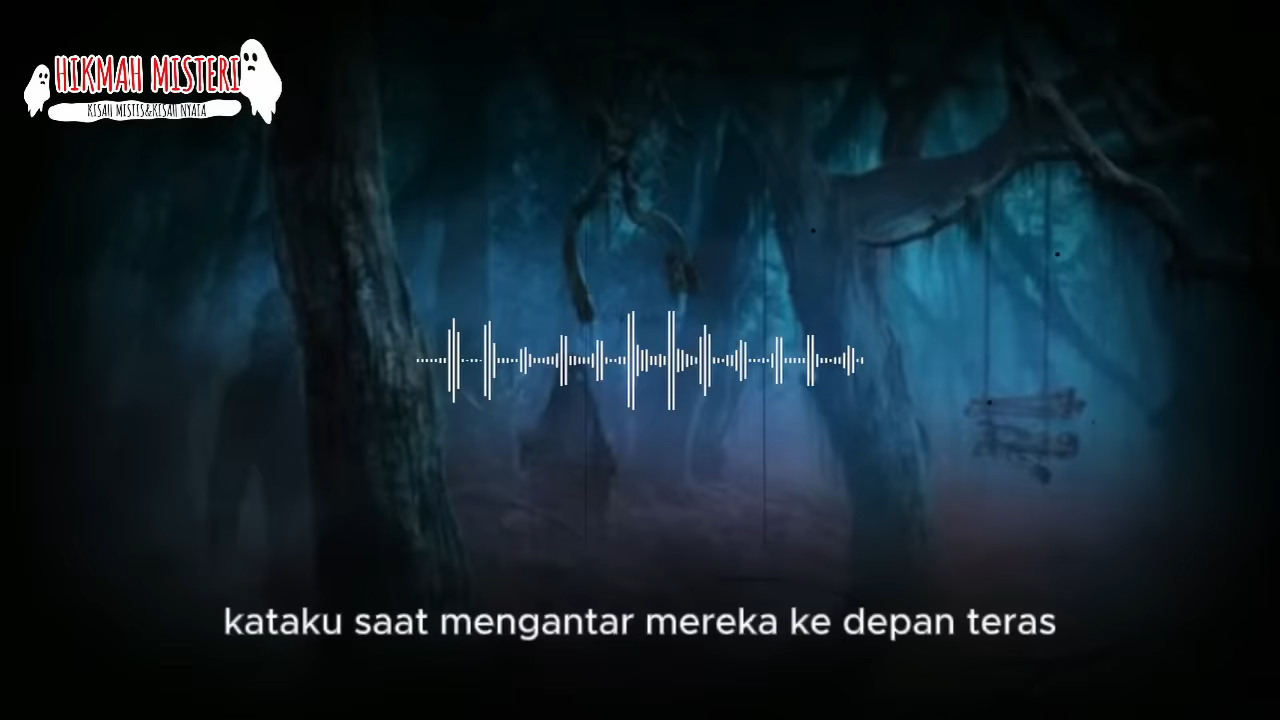 HIKMAH MISTERI
KISAH MISTIS&KISAH NYATA
kataku saat mengantar mereka ke depan teras